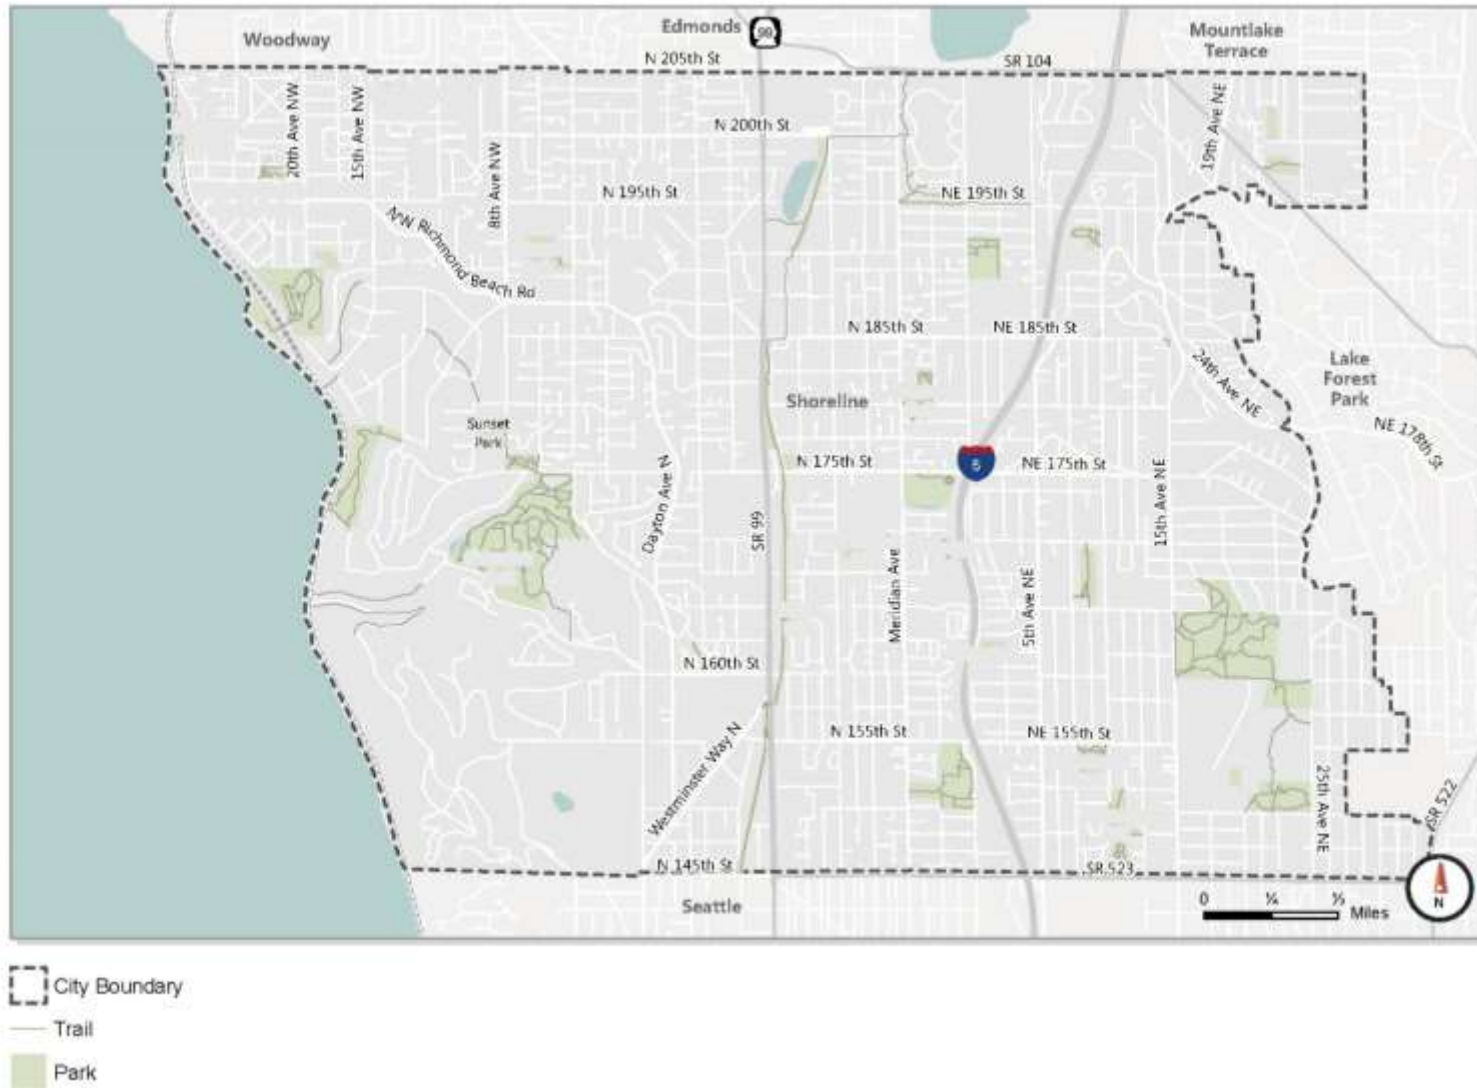 Woodway
Edmonds
99
Mountlake
Terrace
N 205th St
SR 104
20th Ave NW
15th Ave NW
19th Ave NE
N 200th St
8th Ave NW
N 195th St
NE 195th St
NW Richmond Beach Rd
N 185th St
NE 185th St
24th Ave NE
Lake
Forest
Park
Shoreline
Sunset
Park
NE 178th St
N 175th St
5
NE 175th St
Dayton Ave N
SR 99
15th Ave NE
Meridian Ave
5th Ave NE
N 160th St
N 155th St
NE 155th St
Westminster Way N
25th Ave NE
SR 522
N 145th St
SR 523
Seattle
0 ¼ Miles
N
City Boundary
Trail
Park